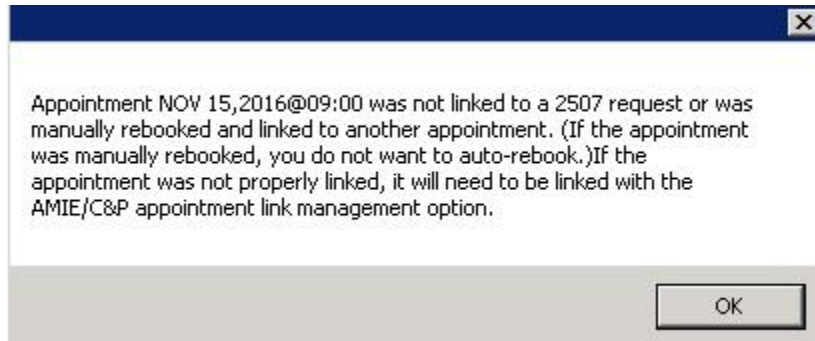 Appointment NOV 15,2016@09:00 was not linked to a 2507 request or was
manually rebooked and linked to another appointment. (If the appointment
was manually rebooked, you do not want to auto-rebook.)If the
appointment was not properly linked, it will need to be linked with the
AMIE/C&P appointment link management option.
OK